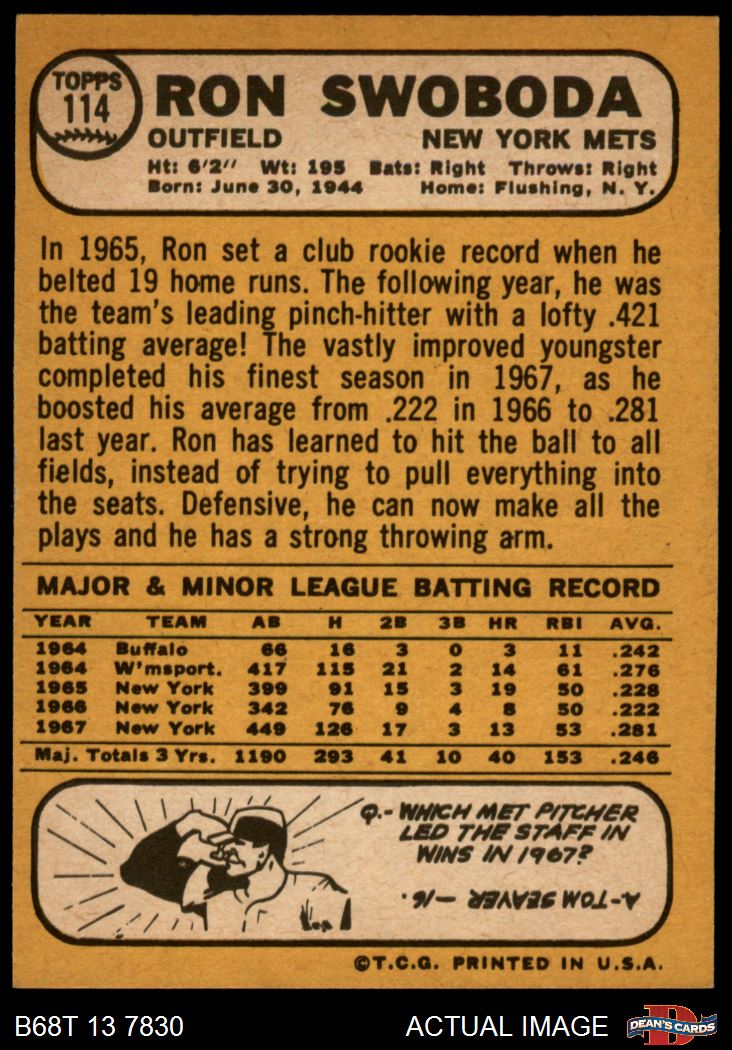 TOPPS
114
RON SWOBODA
OUTFIELD NEW YORK METS
Ht: 6'2" Wt: 195 Bats: Right Throws: Right
Born: June 30, 1944 Home: Flushing, N. Y.
In 1965, Ron set a club rookie record when he
belted 19 home runs. The following year, he was
the team's leading pinch-hitter with a lofty .421
batting average! The vastly improved youngster
completed his finest season in 1967, as he
boosted his average from .222 in 1966 to .281
last year. Ron has learned to hit the ball to all
fields, instead of trying to pull everything into
the seats. Defensive, he can now make all the
plays and he has a strong throwing arm.
MAJOR & MINOR LEAGUE BATTING RECORD
YEAR TEAM AB H 2B 3B HR RBI AVG.
1964 Buffalo 66 16 3 0 3 11 .242
1964 W'msport. 417 115 21 2 14 61 .276
1965 New York 399 91 15 3 19 50 .228
1966 New York 342 76 9 4 8 50 .222
1967 New York 449 126 17 3 13 53 .281
Maj. Totals 3 Yrs. 1190 293 41 10 40 153 .246
Q.- WHICH MET PITCHER
LED THE STAFF IN
WINS IN 1967?
A-TOM SEAVER -16.
©T.C.G. PRINTED IN U.S.A.
B68T 13 7830 ACTUAL IMAGE DEAN'S CARDS